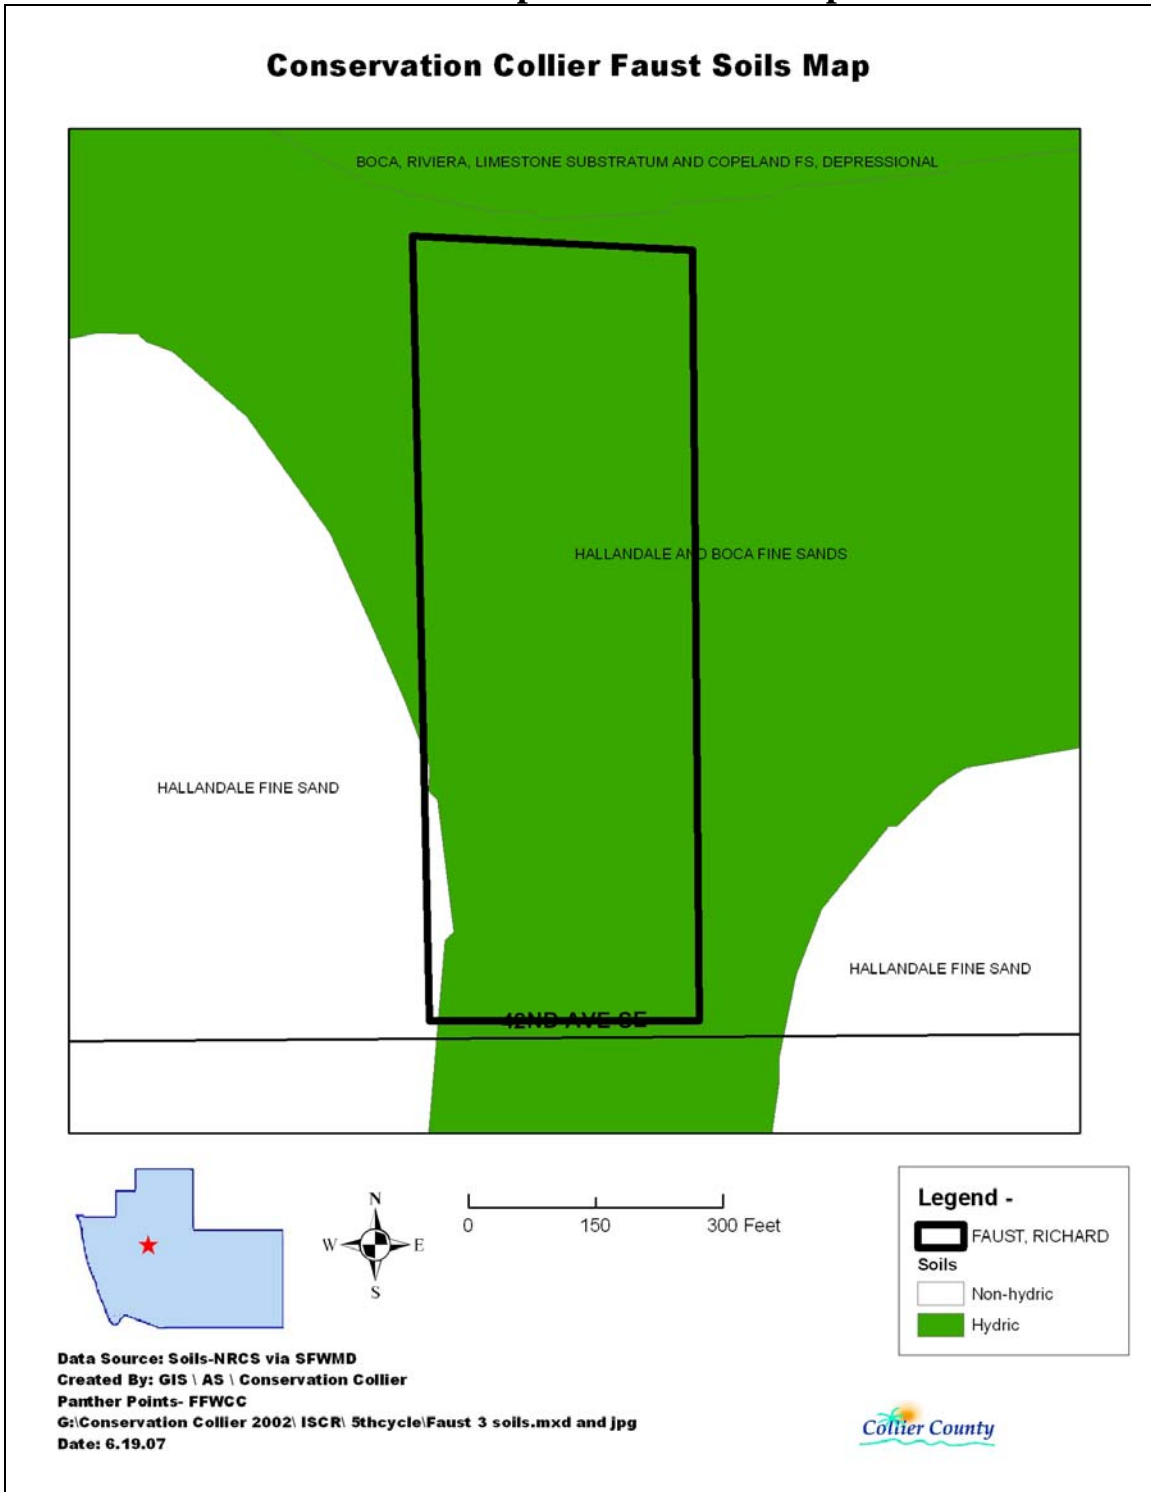 Conservation Collier Faust Soils Map
BOCA, RIVIERA, LIMESTONE SUBSTRATUM AND COPELAND FS, DEPRESSIONAL
HALLANDALE AND BOCA FINE SANDS
HALLANDALE FINE SAND
HALLANDALE FINE SAND
42ND AVE SE
N
W E
S
0 150 300 Feet
Legend -
FAUST, RICHARD
Soils
Non-hydric
Hydric
Data Source: Soils-NRCS via SFWMD
Created By: GIS \ AS \ Conservation Collier
Panther Points- FFWCC
G:\Conservation Collier 2002\ ISCR\ 5thcycle\Faust 3 soils.mxd and jpg
Date: 6.19.07
Collier County